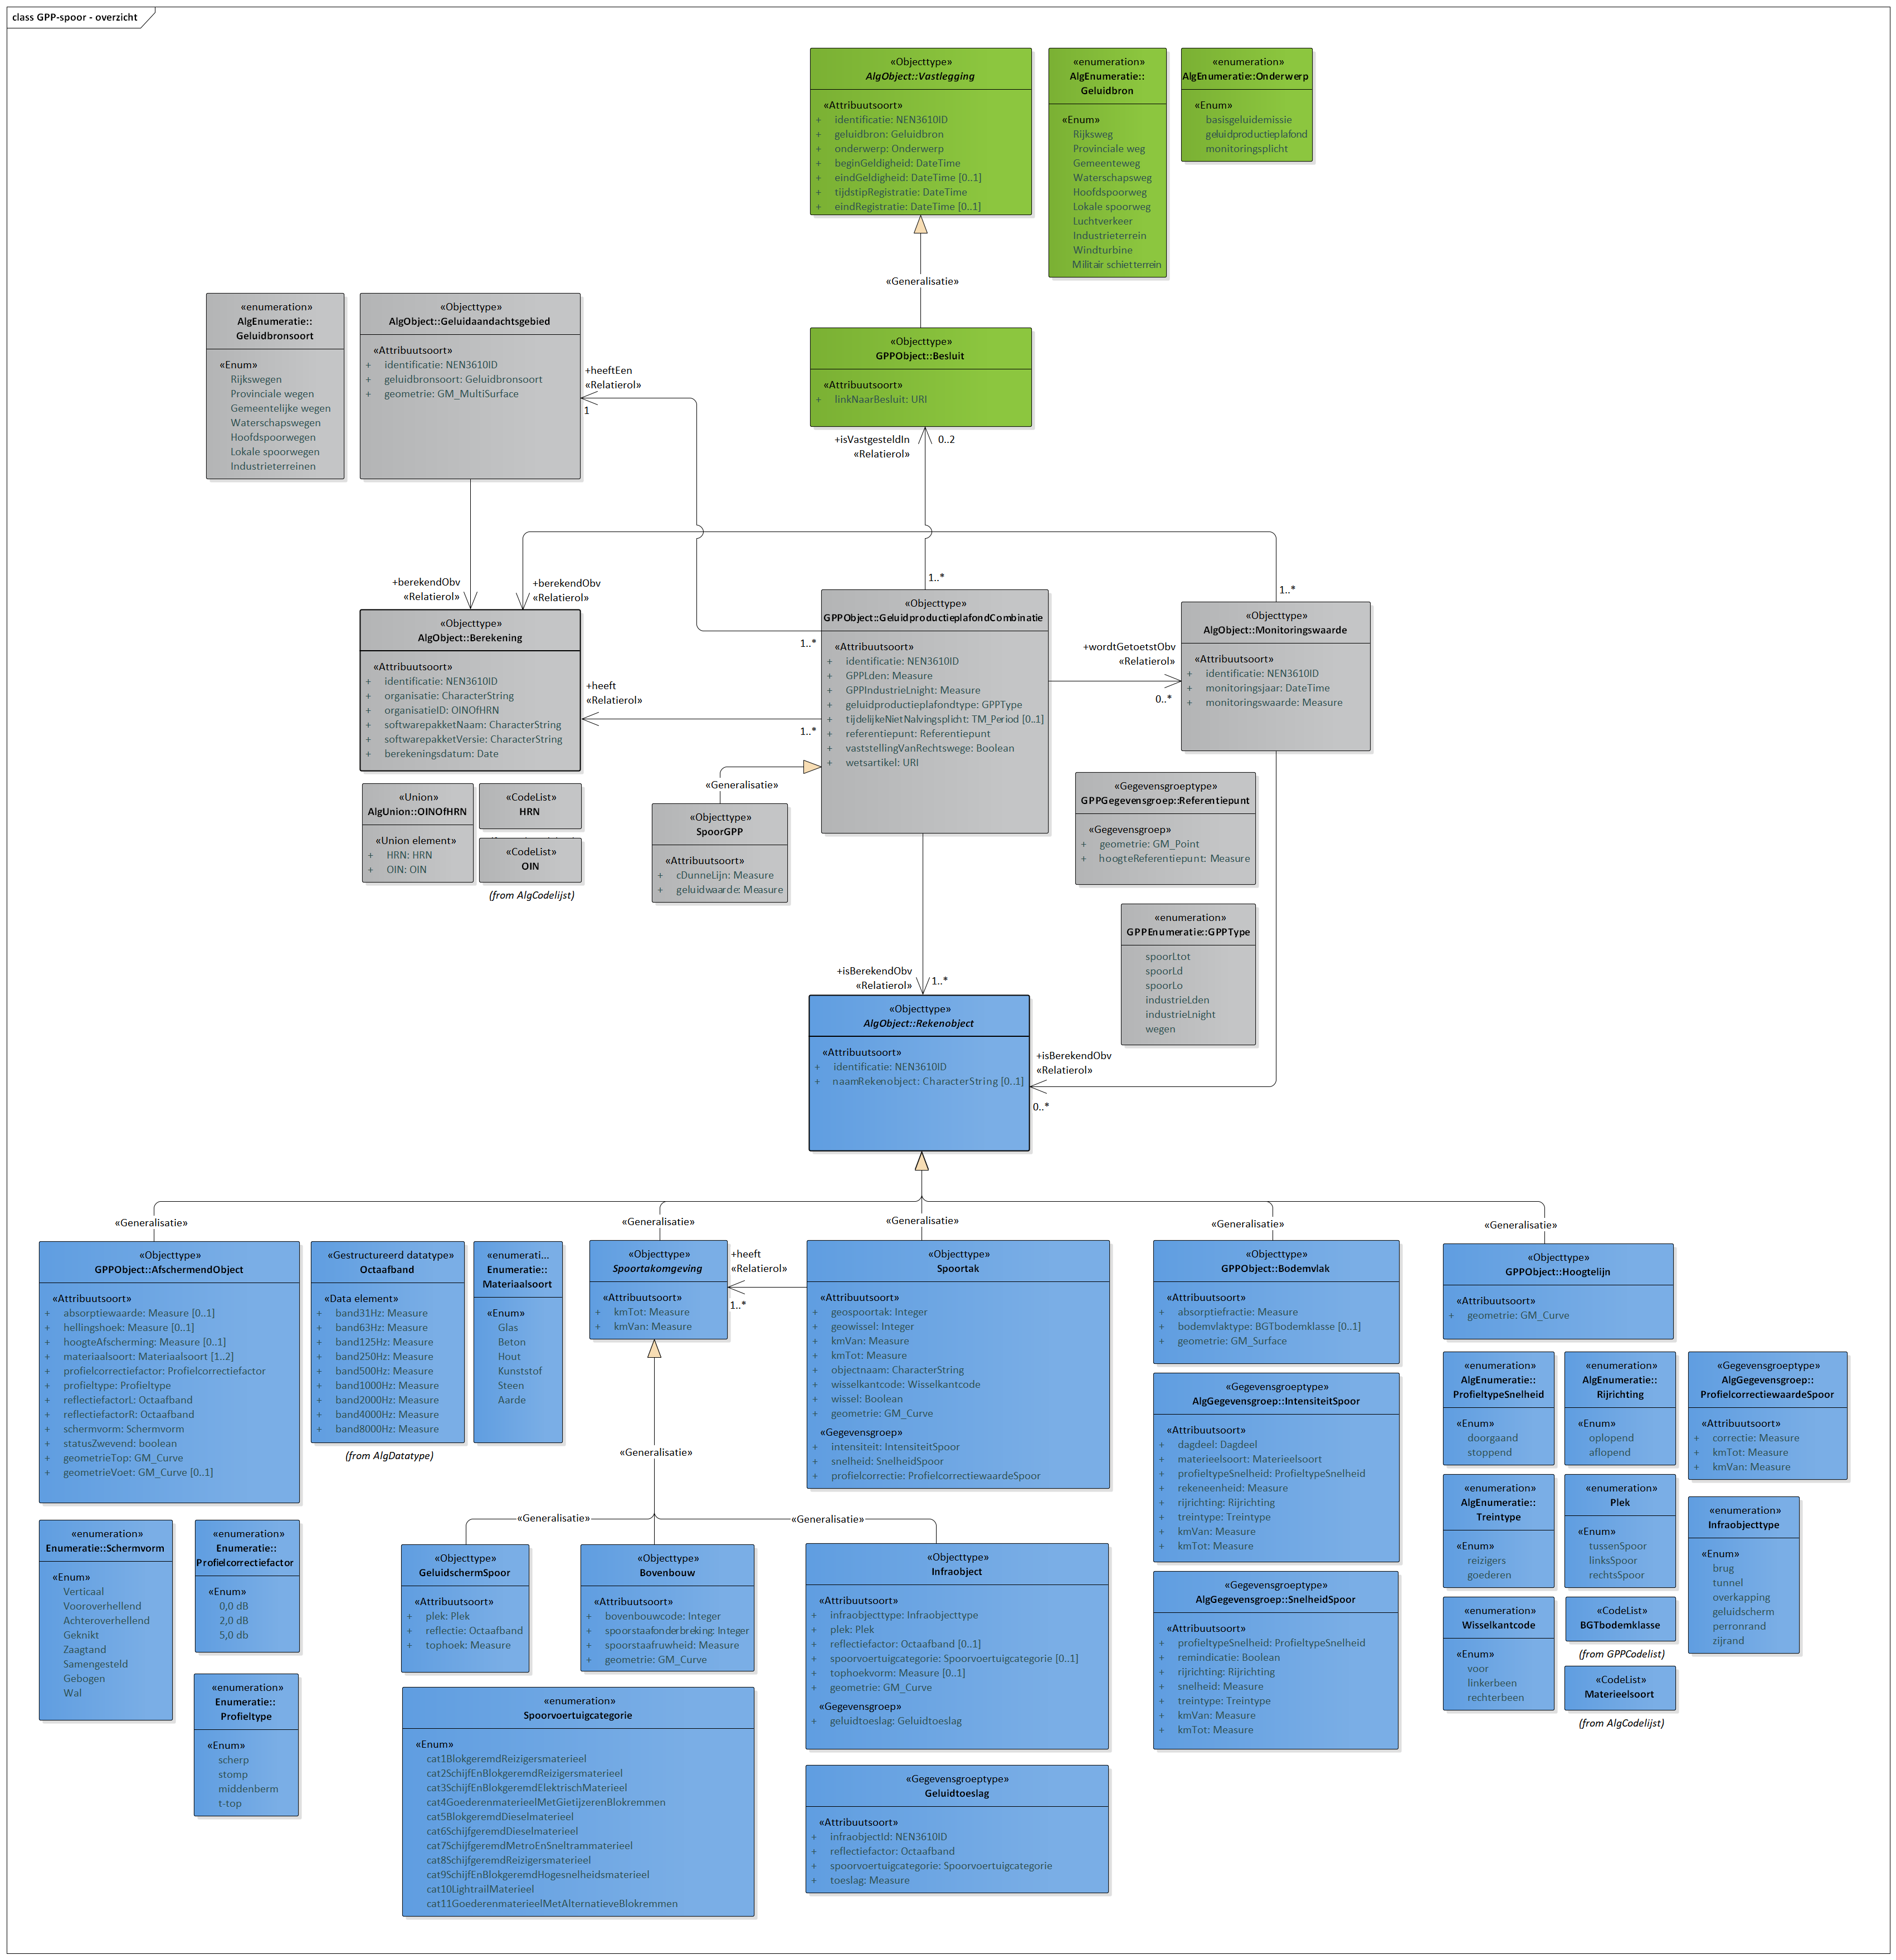 class GPP-spoor - overzicht
«Objecttype»
AlgObject::Vastlegging
«Attribuutsoort»
+ identificatie: NEN3610ID
+ geluidbron: Geluidbron
+ onderwerp: Onderwerp
+ beginGeldigheid: DateTime
+ eindGeldigheid: DateTime [0..1]
+ tijdstipRegistratie: DateTime
+ eindRegistratie: DateTime [0..1]
«enumeration»
AlgEnumeratie::
Geluidbron
«Enum»
Rijksweg
Provinciale weg
Gemeenteweg
Waterschapsweg
Hoofdspoorweg
Lokale spoorweg
Luchtverkeer
Industrieterrein
Windturbine
Militair schietterrein
«enumeration»
AlgEnumeratie::Onderwerp
«Enum»
basisgeluidemissie
geluidproductieplafond
monitoringsplicht
«Generalisatie»
«enumeration»
AlgEnumeratie::
Geluidbronsoort
«Enum»
Rijkswegen
Provinciale wegen
Gemeentelijke wegen
Waterschapswegen
Hoofdspoorwegen
Lokale spoorwegen
Industrieterreinen
«Objecttype»
AlgObject::Geluidaandachtsgebied
«Attribuutsoort»
+ identificatie: NEN3610ID
+ geluidbronsoort: Geluidbronsoort
+ geometrie: GM_MultiSurface
+heeftEen
«Relatierol»
1
«Objecttype»
GPPObject::Besluit
«Attribuutsoort»
+ linkNaarBesluit: URI
+isVastgesteldIn
«Relatierol»
0..2
+berekendObv
«Relatierol»
+berekendObv
«Relatierol»
1..*
1..*
«Objecttype»
AlgObject::Berekening
«Attribuutsoort»
+ identificatie: NEN3610ID
+ organisatie: CharacterString
+ organisatieID: OINOfHRN
+ softwarepakketNaam: CharacterString
+ softwarepakketVersie: CharacterString
+ berekeningsdatum: Date
+heeft
«Relatierol»
1..*
1..*
«Objecttype»
GPPObject::GeluidproductieplafondCombinatie
«Attribuutsoort»
+ identificatie: NEN3610ID
+ GPPLden: Measure
+ GPPIndustrieLnight: Measure
+ geluidproductieplafondtype: GPPType
+ tijdelijkeNietNalvingsplicht: TM_Period [0..1]
+ referentiepunt: Referentiepunt
+ vaststellingVanRechtswege: Boolean
+ wetsartikel: URI
+wordtGetoetstObv
«Relatierol»
0..*
«Objecttype»
AlgObject::Monitoringswaarde
«Attribuutsoort»
+ identificatie: NEN3610ID
+ monitoringsjaar: DateTime
+ monitoringswaarde: Measure
«Union»
AlgUnion::OINOfHRN
«Union element»
+ HRN: HRN
+ OIN: OIN
«CodeList»
HRN
«CodeList»
OIN
(from AlgCodelijst)
«Generalisatie»
«Objecttype»
SpoorGPP
«Attribuutsoort»
+ cDunneLijn: Measure
+ geluidwaarde: Measure
«Gegevensgroeptype»
GPPGegevensgroep::Referentiepunt
«Gegevensgroep»
+ geometrie: GM_Point
+ hoogteReferentiepunt: Measure
«enumeration»
GPPEnumeratie::GPPType
spoorLtot
spoorLd
spoorLo
industrieLden
industrieLnight
wegen
+isBerekendObv
«Relatierol»
1..*
«Objecttype»
AlgObject::Rekenobject
«Attribuutsoort»
+ identificatie: NEN3610ID
+ naamRekenobject: CharacterString [0..1]
+isBerekendObv
«Relatierol»
0..*
«Generalisatie»
«Generalisatie»
«Generalisatie»
«Generalisatie»
«Generalisatie»
«Objecttype»
GPPObject::AfschermendObject
«Attribuutsoort»
+ absorptiewaarde: Measure [0..1]
+ hellingshoek: Measure [0..1]
+ hoogteAfscherming: Measure [0..1]
+ materiaalsoort: Materiaalsoort [1..2]
+ profielcorrectiefactor: Profielcorrectiefactor
+ profieltype: Profieltype
+ reflectiefactorL: Octaafband
+ reflectiefactorR: Octaafband
+ schermvorm: Schermvorm
+ statusZwevend: boolean
+ geometrieTop: GM_Curve
+ geometrieVoet: GM_Curve [0..1]
«Gestructureerd datatype»
Octaafband
«Data element»
+ band31Hz: Measure
+ band63Hz: Measure
+ band125Hz: Measure
+ band250Hz: Measure
+ band500Hz: Measure
+ band1000Hz: Measure
+ band2000Hz: Measure
+ band4000Hz: Measure
+ band8000Hz: Measure
(from AlgDatatype)
«enumerati...
Enumeratie::
Materiaalsoort
«Enum»
Glas
Beton
Hout
Kunststof
Steen
Aarde
«Objecttype»
Spoortakomgeving
«Attribuutsoort»
+ kmTot: Measure
+ kmVan: Measure
+heeft
«Relatierol»
1..*
«Objecttype»
Spoortak
«Attribuutsoort»
+ geospoortak: Integer
+ geowissel: Integer
+ kmVan: Measure
+ kmTot: Measure
+ objectnaam: CharacterString
+ wisselkantcode: Wisselkantcode
+ wissel: Boolean
+ geometrie: GM_Curve
«Gegevensgroep»
+ intensiteit: IntensiteitSpoor
+ snelheid: SnelheidSpoor
+ profielcorrectie: ProfielcorrectiewaardeSpoor
«Objecttype»
GPPObject::Bodemvlak
«Attribuutsoort»
+ absorptiefractie: Measure
+ bodemvlaktype: BGTbodemklasse [0..1]
+ geometrie: GM_Surface
«Objecttype»
GPPObject::Hoogtelijn
«Attribuutsoort»
+ geometrie: GM_Curve
«Gegevensgroeptype»
AlgGegevensgroep::IntensiteitSpoor
«Attribuutsoort»
+ dagdeel: Dagdeel
+ materieelsoort: Materieelsoort
+ profieltypeSnelheid: ProfieltypeSnelheid
+ rekeneenheid: Measure
+ rijrichting: Rijrichting
+ treintype: Treintype
+ kmVan: Measure
+ kmTot: Measure
«enumeration»
AlgEnumeratie::
ProfieltypeSnelheid
«Enum»
doorgaand
stoppend
«enumeration»
AlgEnumeratie::
Rijrichting
«Enum»
oplopend
aflopend
«Gegevensgroeptype»
AlgGegevensgroep::
ProfielcorrectiewaardeSpoor
«Attribuutsoort»
+ correctie: Measure
+ kmTot: Measure
+ kmVan: Measure
«enumeration»
AlgEnumeratie::
Treintype
«Enum»
reizigers
goederen
«enumeration»
Plek
«Enum»
tussenSpoor
linksSpoor
rechtsSpoor
«enumeration»
Infraobjecttype
«Enum»
brug
tunnel
overkapping
geluidscherm
perronrand
zijrand
«enumeration»
Enumeratie::Schermvorm
«Enum»
Verticaal
Vooroverhellend
Achteroverhellend
Geknikt
Zaagtand
Samengesteld
Gebogen
Wal
«enumeration»
Enumeratie::
Profielcorrectiefactor
«Enum»
0,0 dB
2,0 dB
5,0 db
«enumeration»
Enumeratie::
Profieltype
«Enum»
scherp
stomp
middenberm
t-top
«Generalisatie»
«Generalisatie»
«Generalisatie»
«Objecttype»
GeluidschermSpoor
«Attribuutsoort»
+ plek: Plek
+ reflectie: Octaafband
+ tophoek: Measure
«Objecttype»
Bovenbouw
«Attribuutsoort»
+ bovenbouwcode: Integer
+ spoorstaafonderbreking: Integer
+ spoorstaafruwheid: Measure
+ geometrie: GM_Curve
«Objecttype»
Infraobject
«Attribuutsoort»
+ infraobjecttype: Infraobjecttype
+ plek: Plek
+ reflectiefactor: Octaafband [0..1]
+ spoorvoertuigcategorie: Spoorvoertuigcategorie [0..1]
+ tophoekvorm: Measure [0..1]
+ geometrie: GM_Curve
«Gegevensgroep»
+ geluidtoeslag: Geluidtoeslag
«Gegevensgroeptype»
AlgGegevensgroep::SnelheidSpoor
«Attribuutsoort»
+ profieltypeSnelheid: ProfieltypeSnelheid
+ remindicatie: Boolean
+ rijrichting: Rijrichting
+ snelheid: Measure
+ treintype: Treintype
+ kmVan: Measure
+ kmTot: Measure
«enumeration»
Wisselkantcode
«Enum»
voor
linkerbeen
rechterbeen
«CodeList»
BGTbodemklasse
(from GPPCodelist)
«CodeList»
Materieelsoort
(from AlgCodelijst)
«enumeration»
Spoorvoertuigcategorie
«Enum»
cat1BlokgeremdReizigersmaterieel
cat2SchijfEnBlokgeremdReizigersmaterieel
cat3SchijfEnBlokgeremdElektrischMaterieel
cat4GoederenmaterieelMetGietijzerenBlokremmen
cat5BlokgeremdDieselmaterieel
cat6SchijfgeremdDieselmaterieel
cat7SchijfgeremdMetroEnSneltrammaterieel
cat8SchijfgeremdReizigersmaterieel
cat9SchijfEnBlokgeremdHogesnelheidsmaterieel
cat10LightrailMaterieel
cat11GoederenmaterieelMetAlternatieveBlokremmen
«Gegevensgroeptype»
Geluidtoeslag
«Attribuutsoort»
+ infraobjectId: NEN3610ID
+ reflectiefactor: Octaafband
+ spoorvoertuigcategorie: Spoorvoertuigcategorie
+ toeslag: Measure